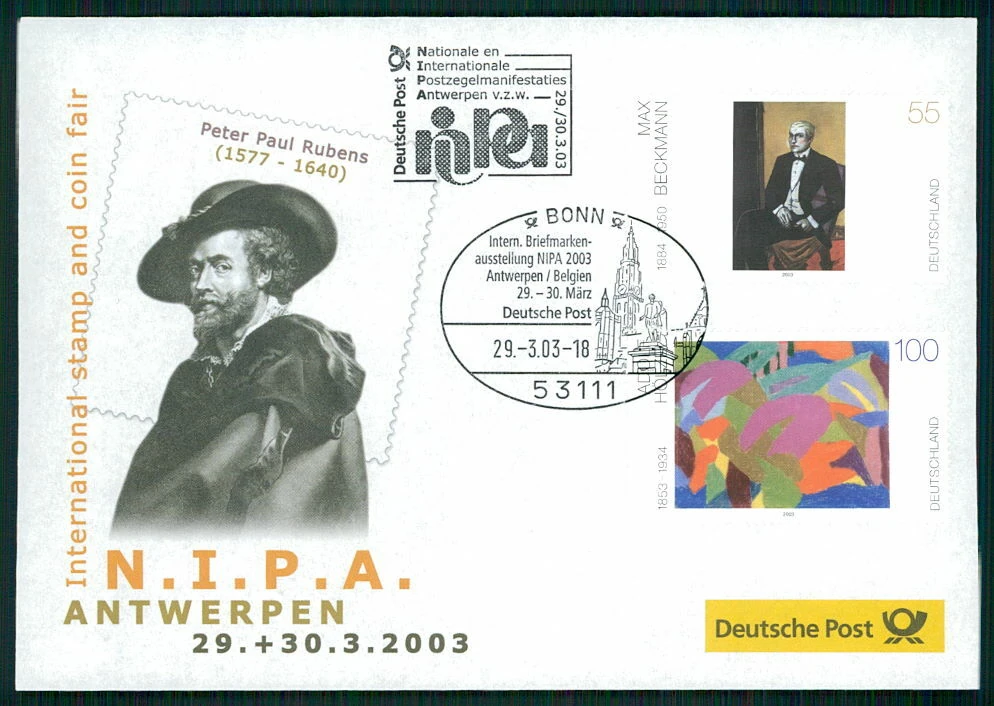 International stamp and coin fair
Peter Paul Rubens
(1577 - 1640)
N.I.P.A.
ANTWERPEN
29.+30.3.2003
Deutsche Post
Nationale en
Internationale
Postzegelmanifestaties
Antwerpen v.z.w.
29./30.3.03
nipa
BONN
Intern. Briefmarken-
ausstellung NIPA 2003
Antwerpen / Belgien
29. – 30. März
Deutsche Post
29.-3.03-18
53111
MAX
BECKMANN
1884 1950
55
DEUTSCHLAND
2003
100
1853 1934
DEUTSCHLAND
2003
Deutsche Post